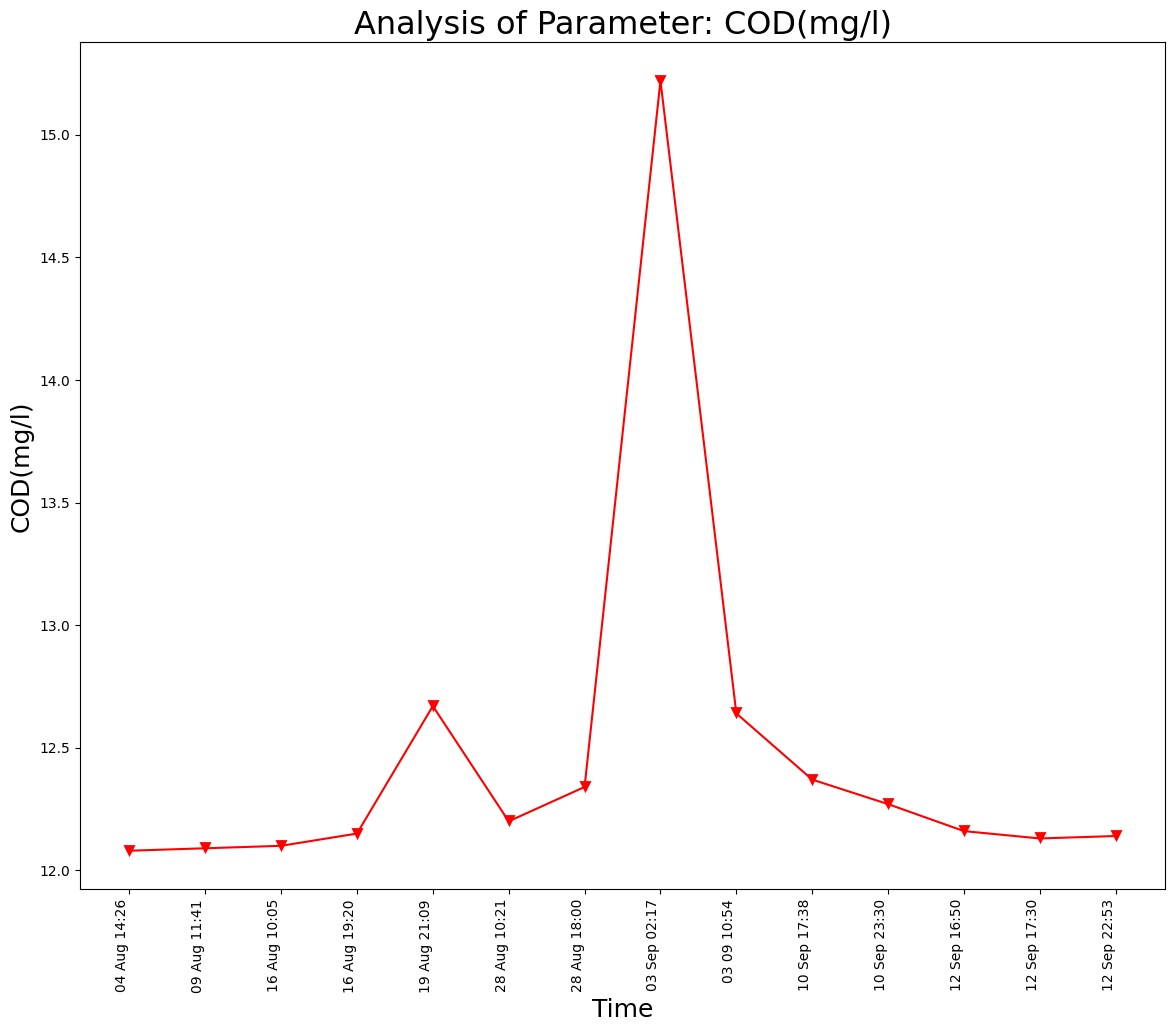 Analysis of Parameter: COD(mg/l)
COD(mg/l)
15.0
14.5
14.0
13.5
13.0
12.5
12.0
04 Aug 14:26
09 Aug 11:41
16 Aug 10:05
16 Aug 19:20
19 Aug 21:09
28 Aug 10:21
28 Aug 18:00
03 Sep 02:17
03 09 10:54
10 Sep 17:38
10 Sep 23:30
12 Sep 16:50
12 Sep 17:30
12 Sep 22:53
Time